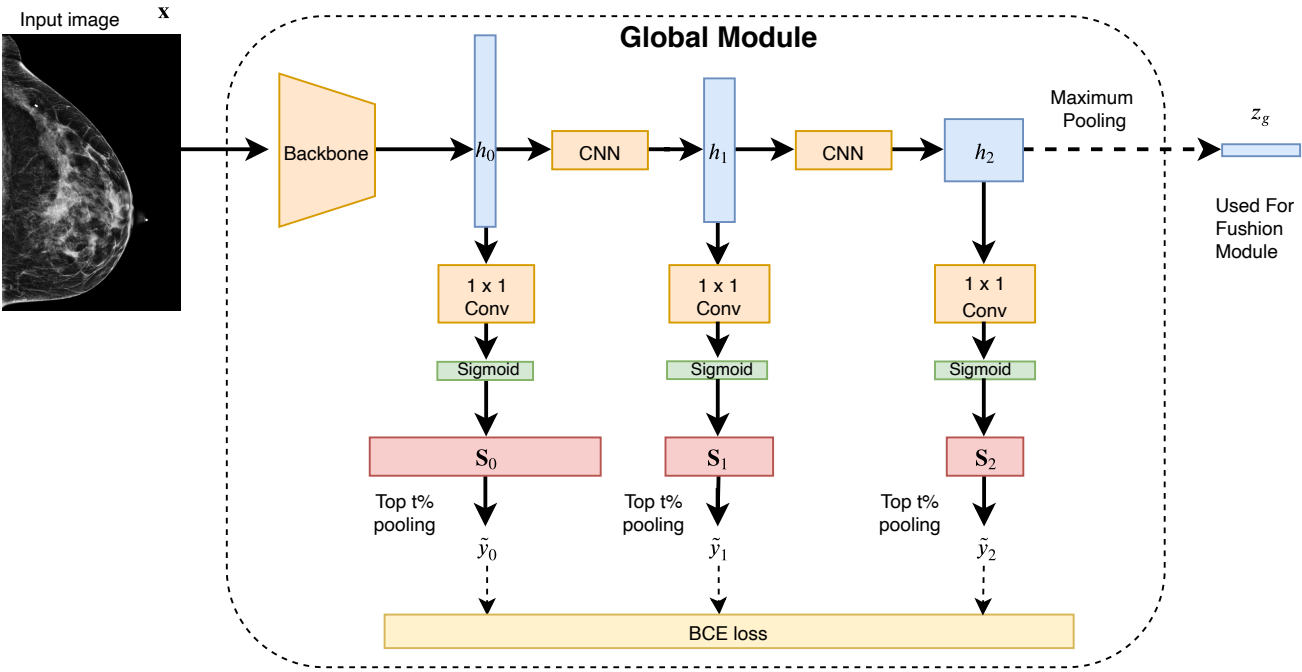 Input image
x
Global Module
Backbone
h₀
CNN
h₁
CNN
h₂
Maximum
Pooling
z_g
Used For
Fushion
Module
1 x 1
Conv
1 x 1
Conv
1 x 1
Conv
Sigmoid
Sigmoid
Sigmoid
S₀
S₁
S₂
Top t%
pooling
Top t%
pooling
Top t%
pooling
ỹ₀
ỹ₁
ỹ₂
BCE loss